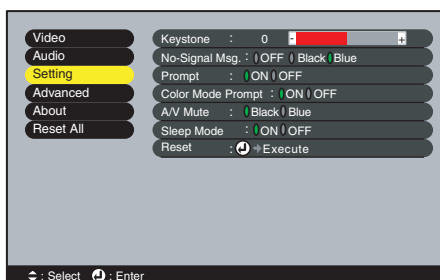 Video
Audio
Setting
Advanced
About
Reset All
Keystone : 0 - +
No-Signal Msg. : OFF Black Blue
Prompt : ON OFF
Color Mode Prompt : ON OFF
A/V Mute : Black Blue
Sleep Mode : ON OFF
Reset : Execute
: Select : Enter